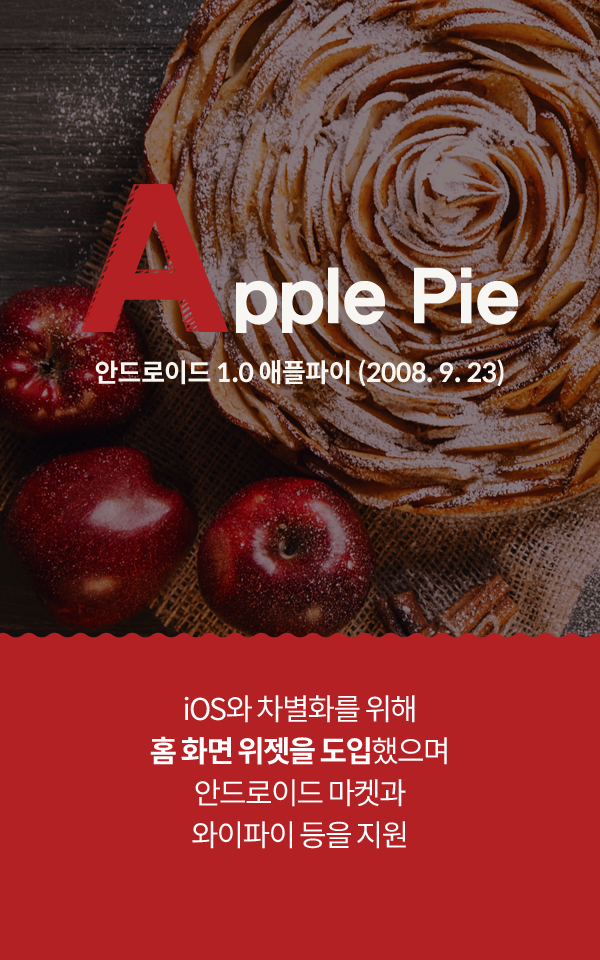 Apple Pie
안드로이드 1.0 애플파이 (2008. 9. 23)
iOS와 차별화를 위해
홈 화면 위젯을 도입했으며
안드로이드 마켓과
와이파이 등을 지원